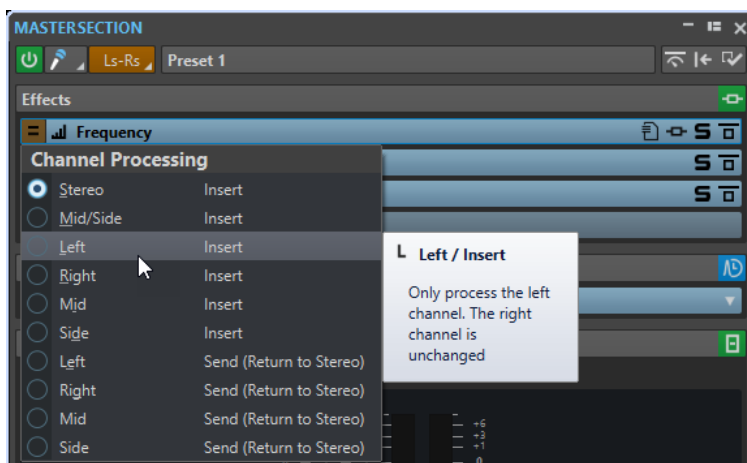 MASTERSECTION
Ls-Rs Preset 1
Effects
Frequency S
Channel Processing
S
Stereo Insert
S
Mid/Side Insert
Left Insert
L Left / Insert
Right Insert
Only process the left
channel. The right
channel is
unchanged
Mid Insert
Side Insert
Left Send (Return to Stereo)
Right Send (Return to Stereo)
Mid Send (Return to Stereo)
Side Send (Return to Stereo)
+6
+3
+1
0